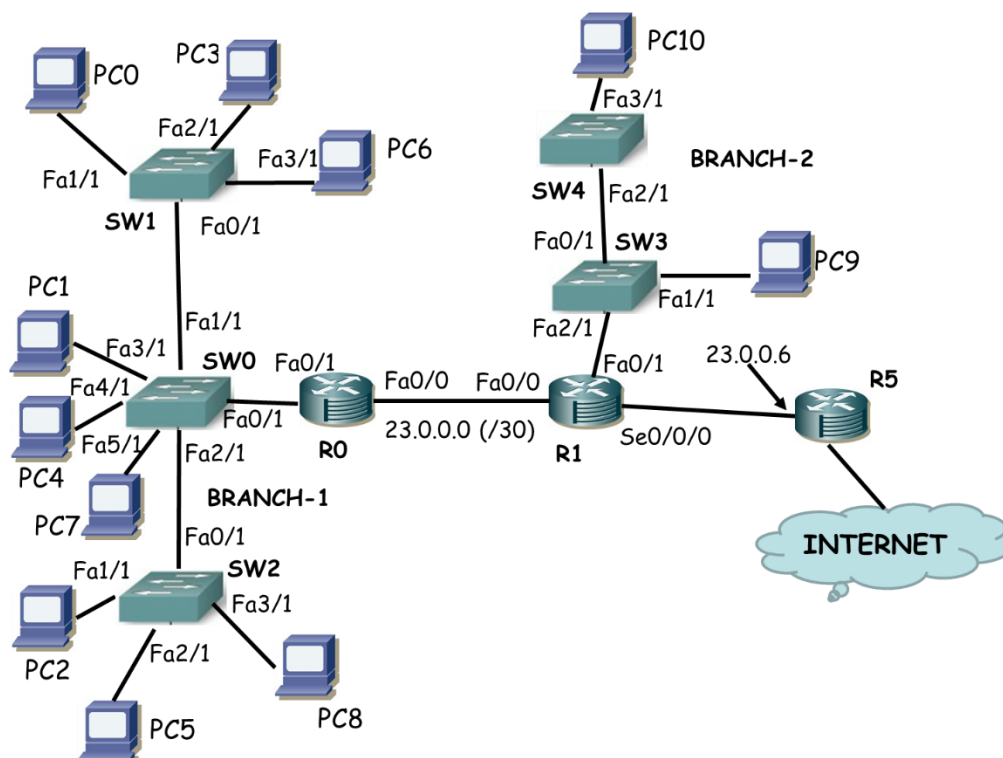 PC0
PC3
PC10
Fa2/1
Fa3/1
PC6
Fa1/1
SW1
Fa0/1
Fa3/1
BRANCH-2
SW4
Fa2/1
Fa0/1
SW3
PC9
Fa1/1
Fa2/1
PC1
Fa1/1
Fa3/1
SW0
Fa4/1
Fa0/1
Fa5/1
Fa0/1
Fa2/1
PC4
PC7
R0
Fa0/0
Fa0/0
23.0.0.0 (/30)
Fa0/1
R1
Se0/0/0
23.0.0.6
R5
INTERNET
BRANCH-1
Fa0/1
SW2
Fa1/1
Fa3/1
PC2
Fa2/1
PC5
PC8